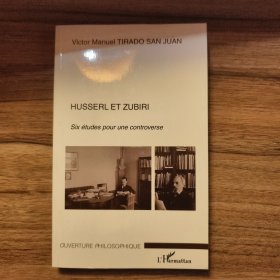 Victor Manuel TIRADO SAN JUAN
HUSSERL ET ZUBIRI
Six études pour une controverse
OUVERTURE PHILOSOPHIQUE
L'Harmattan